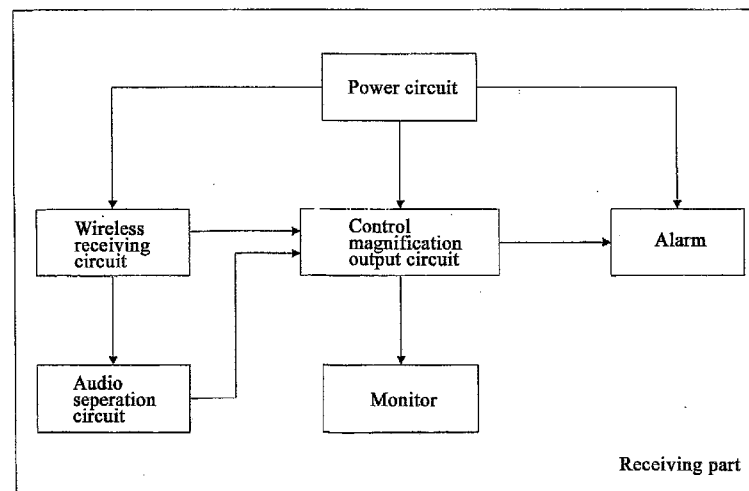 Power circuit
Wireless
receiving
circuit
Control
magnification
output circuit
Alarm
Audio
seperation
circuit
Monitor
Receiving part